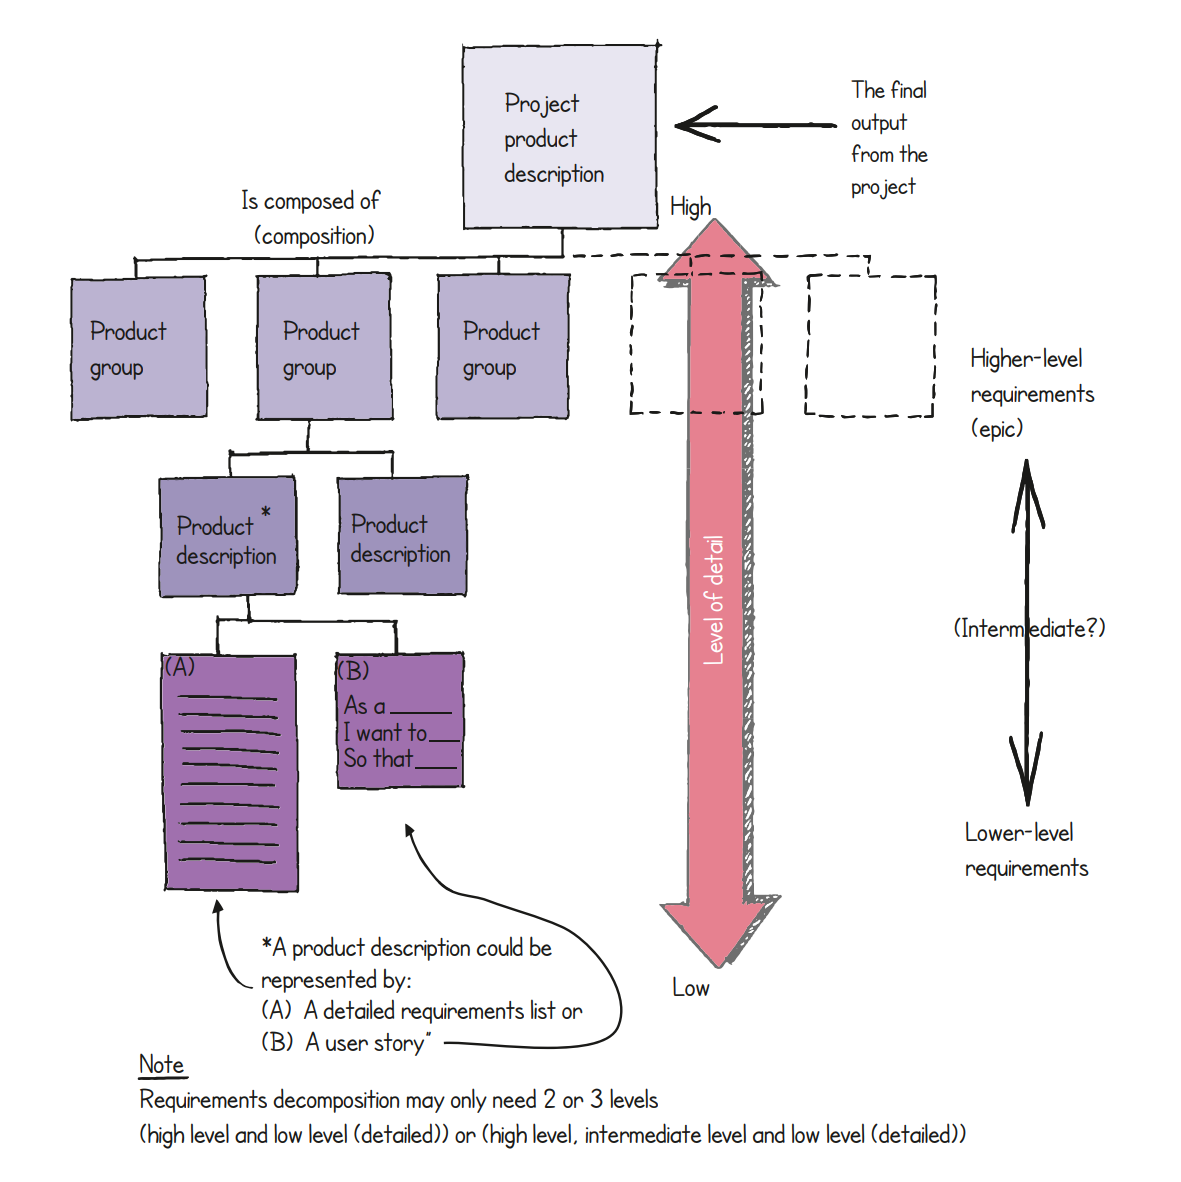 Project
product
description
The final
output
from the
project
Is composed of
(composition)
High
Product
group
Product
group
Product
group
Higher-level
requirements
(epic)
Product *
description
Product
description
Level of detail
(Intermediate?)
(A)
(B)
As a ______
I want to___
So that ____
Lower-level
requirements
*A product description could be
represented by:
(A) A detailed requirements list or
(B) A user story”
Low
Note
Requirements decomposition may only need 2 or 3 levels
(high level and low level (detailed)) or (high level, intermediate level and low level (detailed))